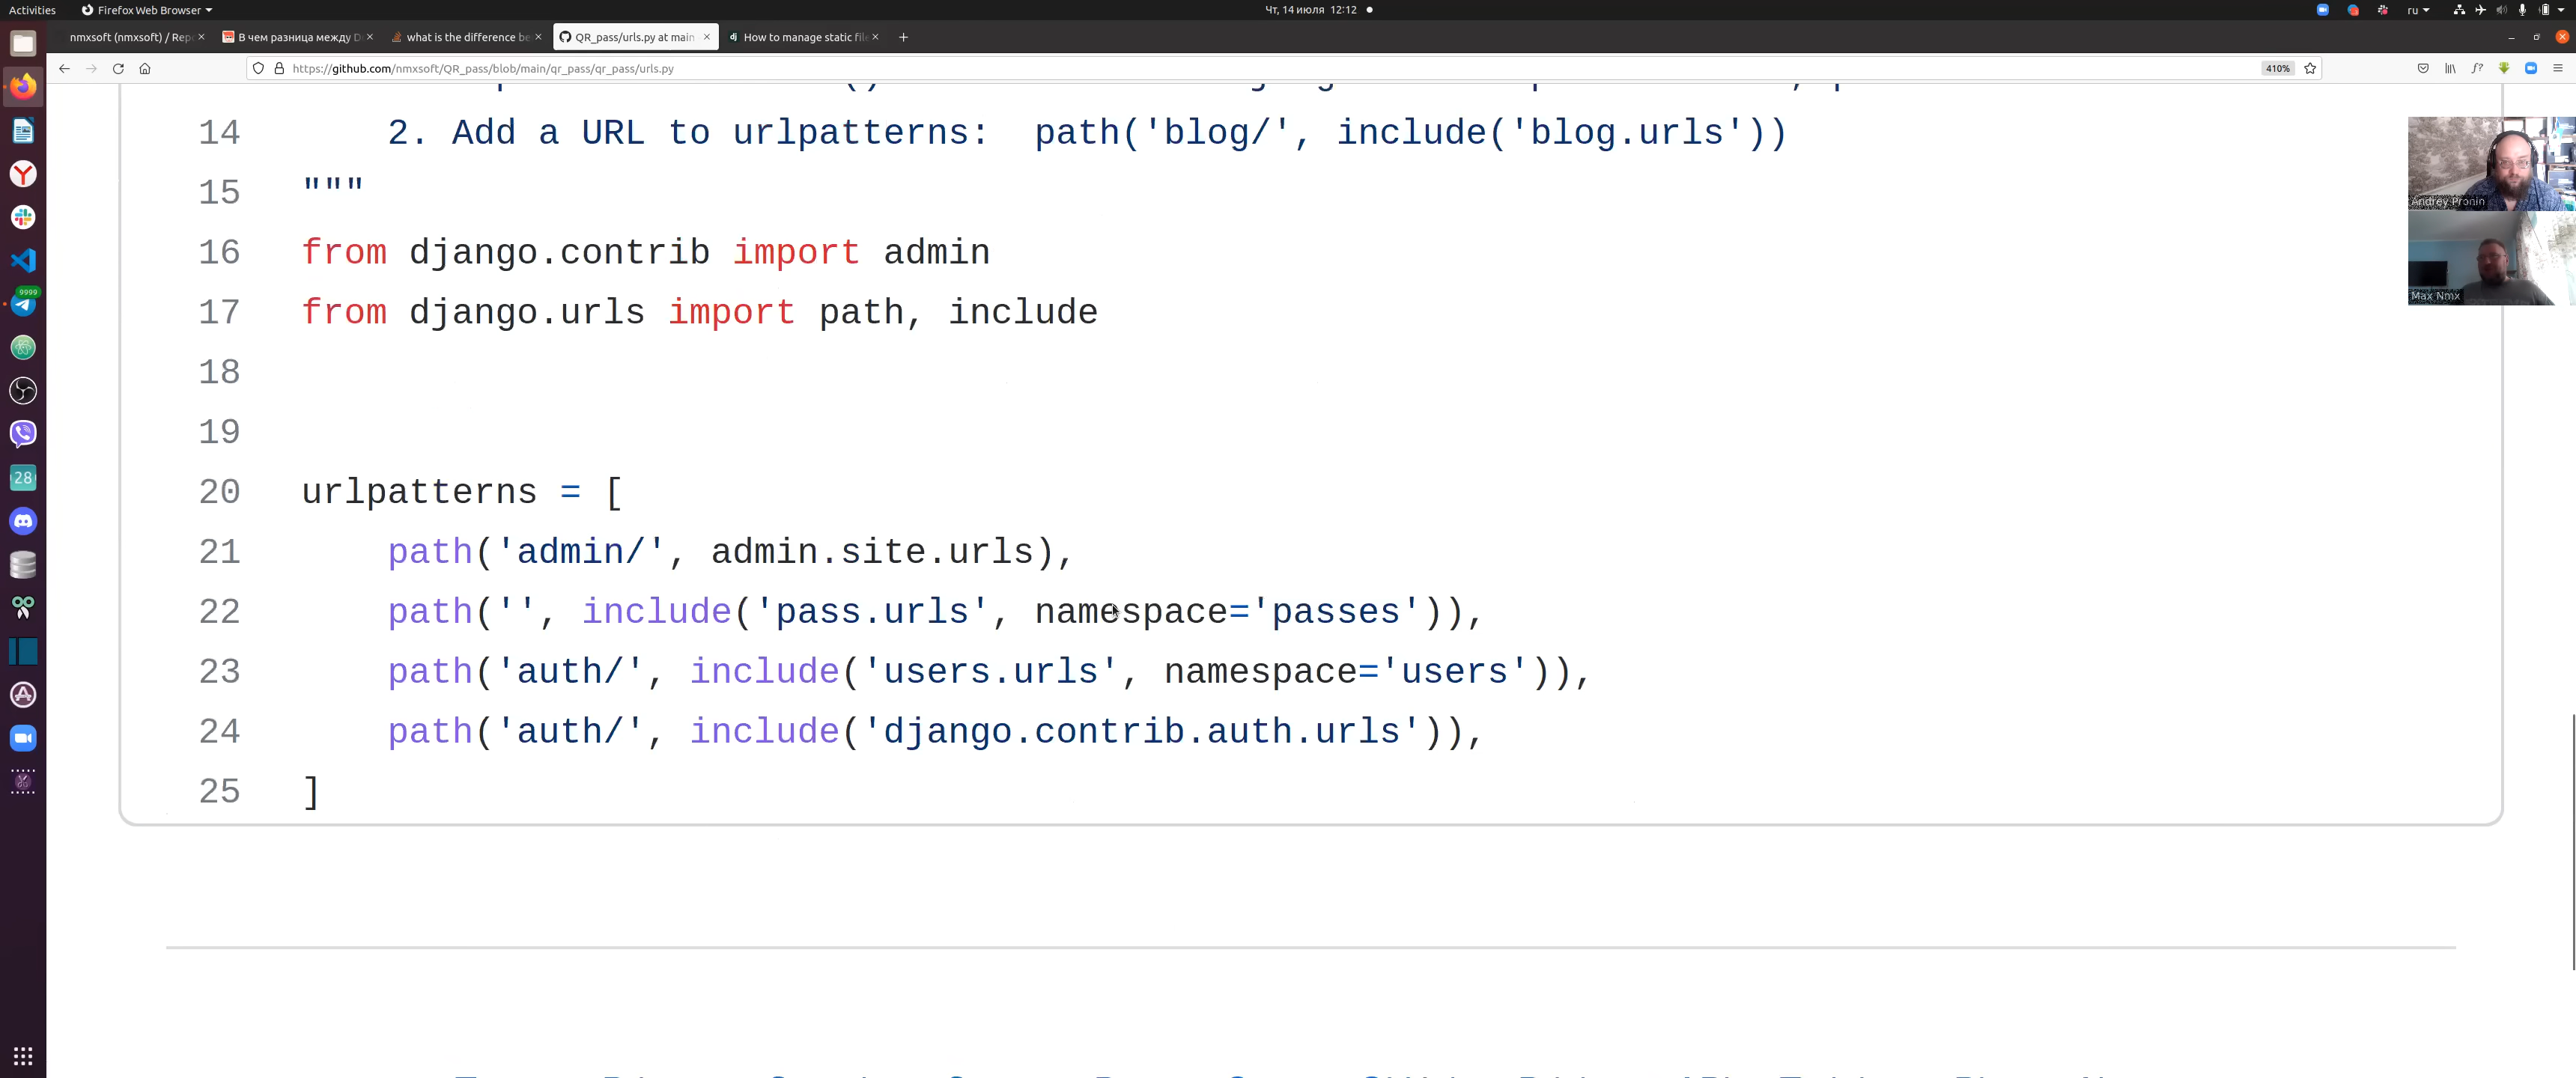 Activities Firefox Web Browser Чт, 14 июля 12:12 ru
nmxsoft (nmxsoft) / Rep В чем разница между D what is the difference be QR_pass/urls.py at main How to manage static fil
https://github.com/nmxsoft/QR_pass/blob/main/qr_pass/qr_pass/urls.py 410%
14 2. Add a URL to urlpatterns: path('blog/', include('blog.urls'))
15 """
16 from django.contrib import admin
17 from django.urls import path, include
18
19
20 urlpatterns = [
21 path('admin/', admin.site.urls),
22 path('', include('pass.urls', namespace='passes')),
23 path('auth/', include('users.urls', namespace='users')),
24 path('auth/', include('django.contrib.auth.urls')),
25 ]
Andrey Pronin
Max Nmx
9999
28